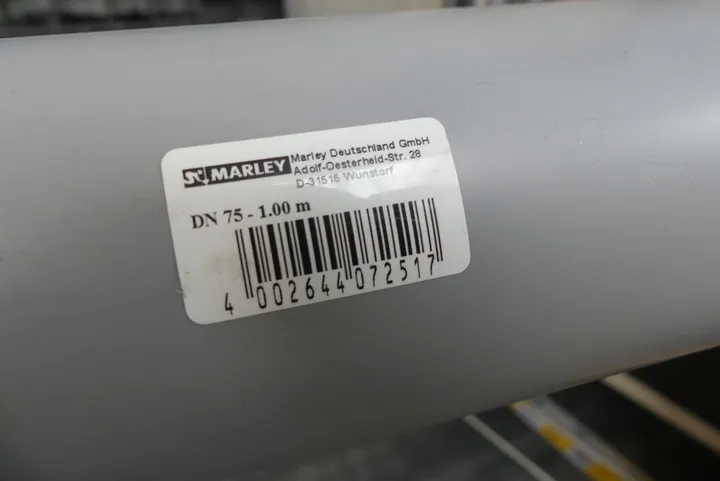 MARLEY
Marley Deutschland GmbH
Adolf-Oesterheld-Str. 28
D-31515 Wunstorf
DN 75 - 1.00 m
4 002644 072517